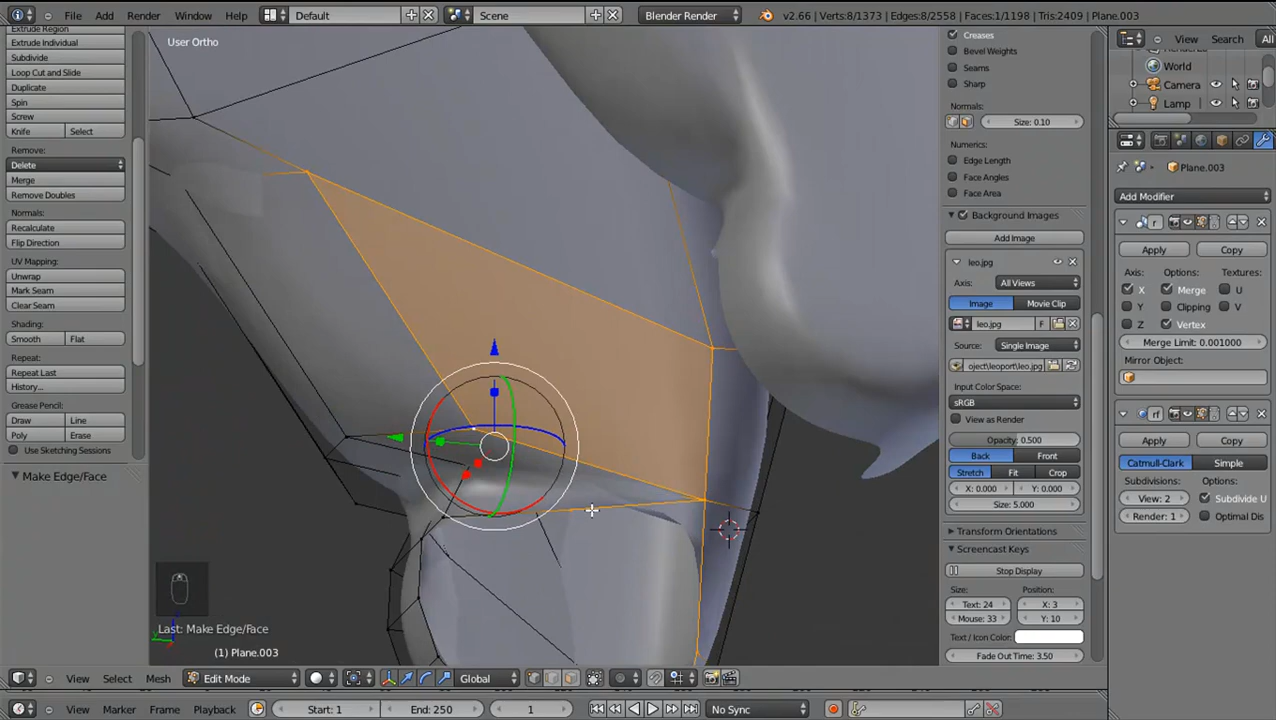 File Add Render Window Help Default Scene Blender Render v2.66 | Verts:8/1373 | Edges:8/2558 | Faces:1/1198 | Tris:2409 | Plane.003
Extrude Region
Extrude Individual
Subdivide
Loop Cut and Slide
Duplicate
Spin
Screw
Knife Select
Remove:
Delete
Merge
Remove Doubles
Normals:
Recalculate
Flip Direction
UV Mapping:
Unwrap
Mark Seam
Clear Seam
Shading:
Smooth Flat
Repeat:
Repeat Last
History...
Grease Pencil:
Draw Line
Poly Erase
Use Sketching Sessions
Make Edge/Face
User Ortho
Last: Make Edge/Face
(1) Plane.003
Creases
Bevel Weights
Seams
Sharp
Normals:
Size: 0.10
Numerics:
Edge Length
Face Angles
Face Area
Background Images
Add Image
leo.jpg
Axis: All Views
Image Movie Clip
leo.jpg F
Source: Single Image
oject\leoport\leo.jpg
Input Color Space:
sRGB
View as Render
Opacity: 0.500
Back Front
Stretch Fit Crop
X: 0.000 Y: 0.000
Size: 5.000
Transform Orientations
Screencast Keys
Stop Display
Size: Position:
Text: 24 X: 3
Mouse: 33 Y: 10
Text / Icon Color:
Fade Out Time: 3.50
View Search All
World
Camera
Lamp
Plane.003
Add Modifier
Apply Copy
Axis: Options: Textures:
X Merge U
Y Clipping V
Z Vertex
Merge Limit: 0.001000
Mirror Object:
Apply Copy
Catmull-Clark Simple
Subdivisions: Options:
View: 2 Subdivide U
Render: 1 Optimal Dis
View Select Mesh Edit Mode Global
View Marker Frame Playback Start: 1 End: 250 1 No Sync